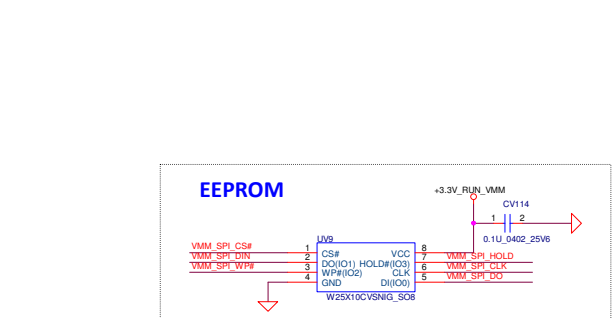 EEPROM
+3.3V_RUN_VMM
CV114
1 2
0.1U_0402_25V6
UV9
VMM_SPI_CS# 1 CS# VCC 8
VMM_SPI_DIN 2 DO(IO1) HOLD#(IO3) 7 VMM_SPI_HOLD
VMM_SPI_WP# 3 WP#(IO2) CLK 6 VMM_SPI_CLK
4 GND DI(IO0) 5 VMM_SPI_DO
W25X10CVSNIG_SO8